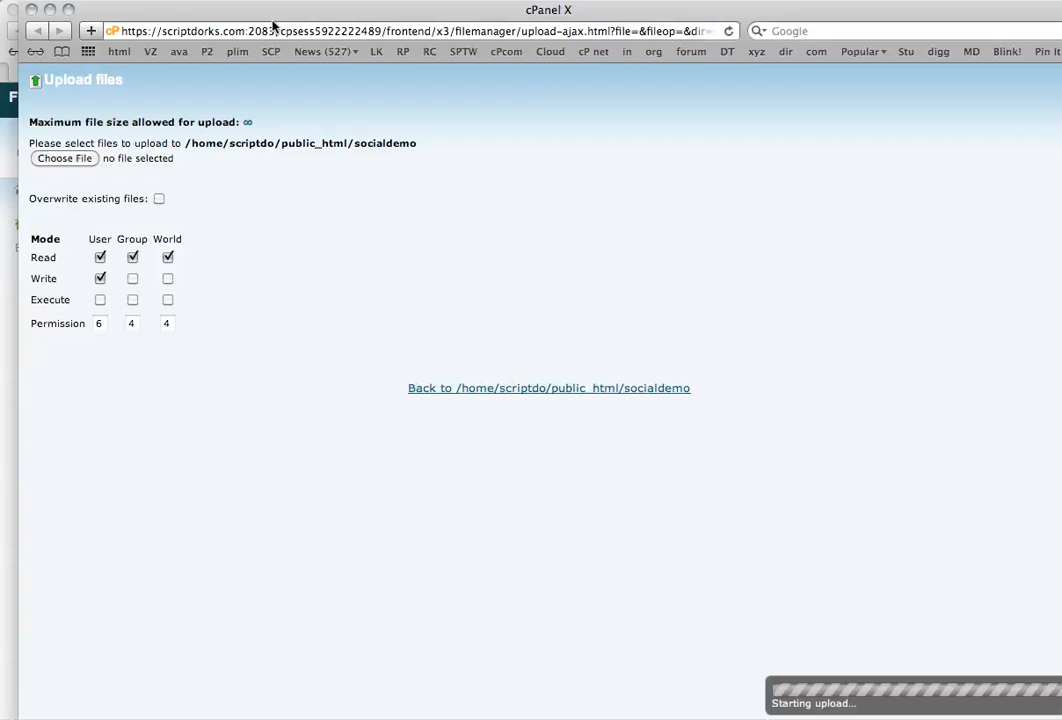 cPanel X
https://scriptdorks.com:2083/cpsess5922222489/frontend/x3/filemanager/upload-ajax.html?file=&fileop=&dir= Google
html VZ ava P2 plim SCP News (527) LK RP RC SPTW cPcom Cloud cP net in org forum DT xyz dir com Popular Stu digg MD Blink! Pin It
Upload files
Maximum file size allowed for upload: ∞
Please select files to upload to /home/scriptdo/public_html/socialdemo
Choose File no file selected
Overwrite existing files:
Mode User Group World
Read
Write
Execute
Permission 6 4 4
Back to /home/scriptdo/public_html/socialdemo
Starting upload...